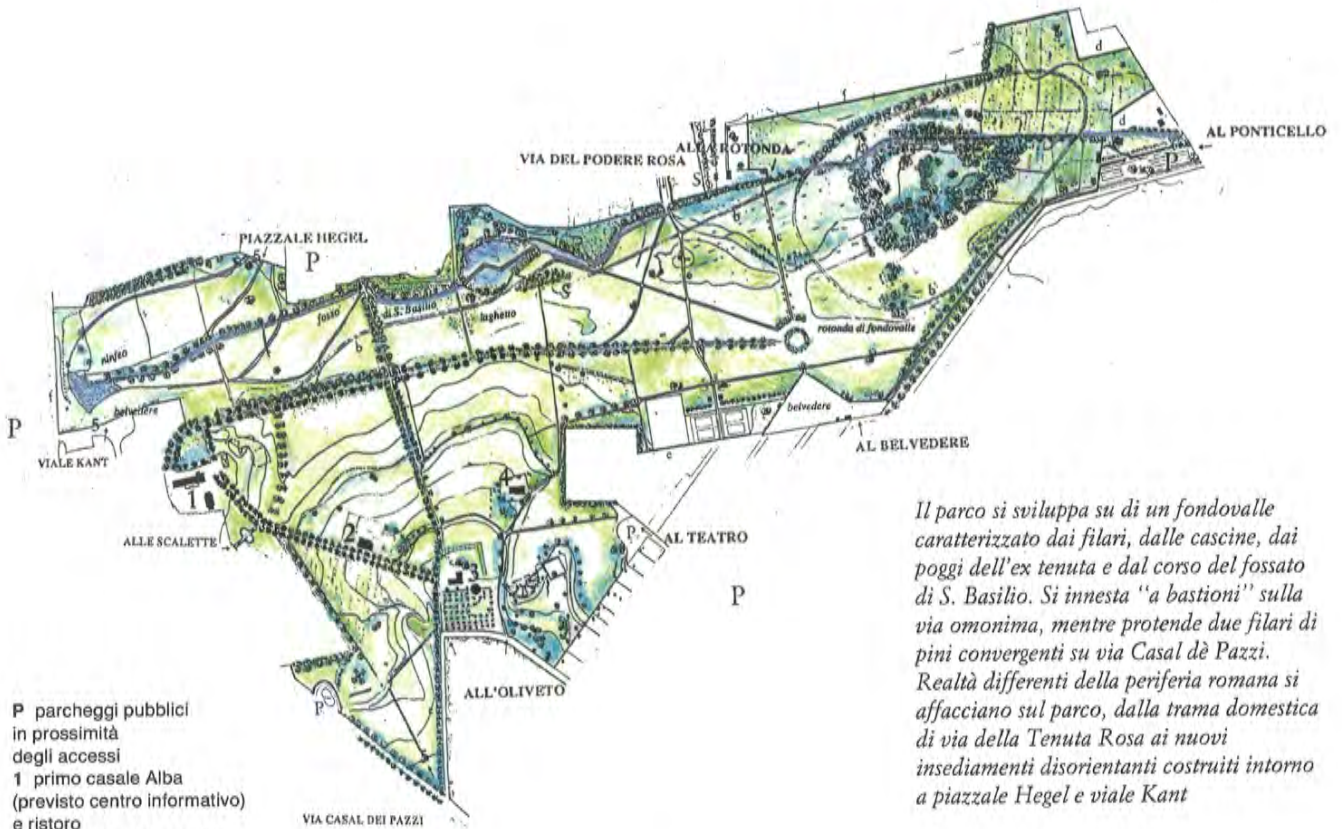 AL PONTICELLO
P
d
d
VIA DEL PODERE ROSA
ALLA ROTONDA
S
PIAZZALE HEGEL
P
5
b
c
b
fosso
di S. Basilio
laghetto
5
b
rotonda di fondovalle
ninfeo
f
belvedere
5
belvedere
AL BELVEDERE
c
P
VIALE KANT
1
4
2
3
ALLE SCALETTE
P
AL TEATRO
P
ALL'OLIVETO
P
VIA CASAL DEI PAZZI
P parcheggi pubblici
in prossimità
degli accessi
1 primo casale Alba
(previsto centro informativo)
e ristoro
Il parco si sviluppa su di un fondovalle
caratterizzato dai filari, dalle cascine, dai
poggi dell'ex tenuta e dal corso del fossato
di S. Basilio. Si innesta “a bastioni” sulla
via omonima, mentre protende due filari di
pini convergenti su via Casal dè Pazzi.
Realtà differenti della periferia romana si
affacciano sul parco, dalla trama domestica
di via della Tenuta Rosa ai nuovi
insediamenti disorientanti costruiti intorno
a piazzale Hegel e viale Kant